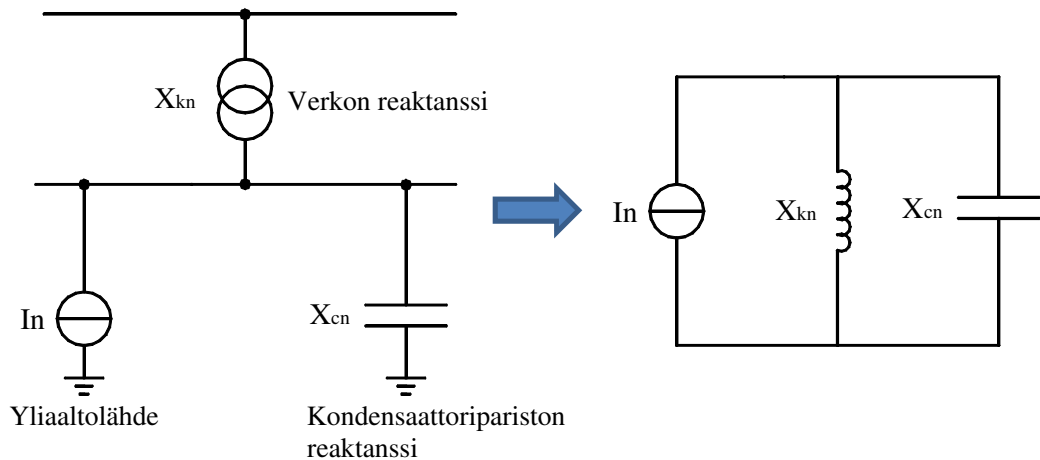 Xkn
Verkon reaktanssi
In
Xcn
Yliaaltolähde
Kondensaattoripariston
reaktanssi
In
Xkn
Xcn